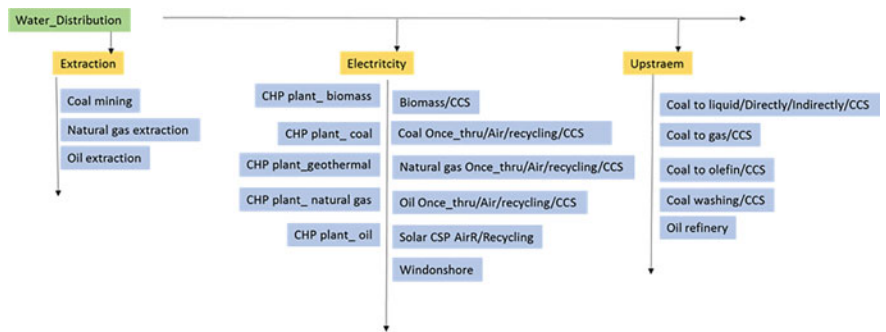 Water_Distribution
Extraction
Coal mining
Natural gas extraction
Oil extraction
Electritcity
CHP plant_ biomass
CHP plant_ coal
CHP plant_geothermal
CHP plant_ natural gas
CHP plant_ oil
Biomass/CCS
Coal Once_thru/Air/recycling/CCS
Natural gas Once_thru/Air/recycling/CCS
Oil Once_thru/Air/recycling/CCS
Solar CSP AirR/Recycling
Windonshore
Upstraem
Coal to liquid/Directly/Indirectly/CCS
Coal to gas/CCS
Coal to olefin/CCS
Coal washing/CCS
Oil refinery